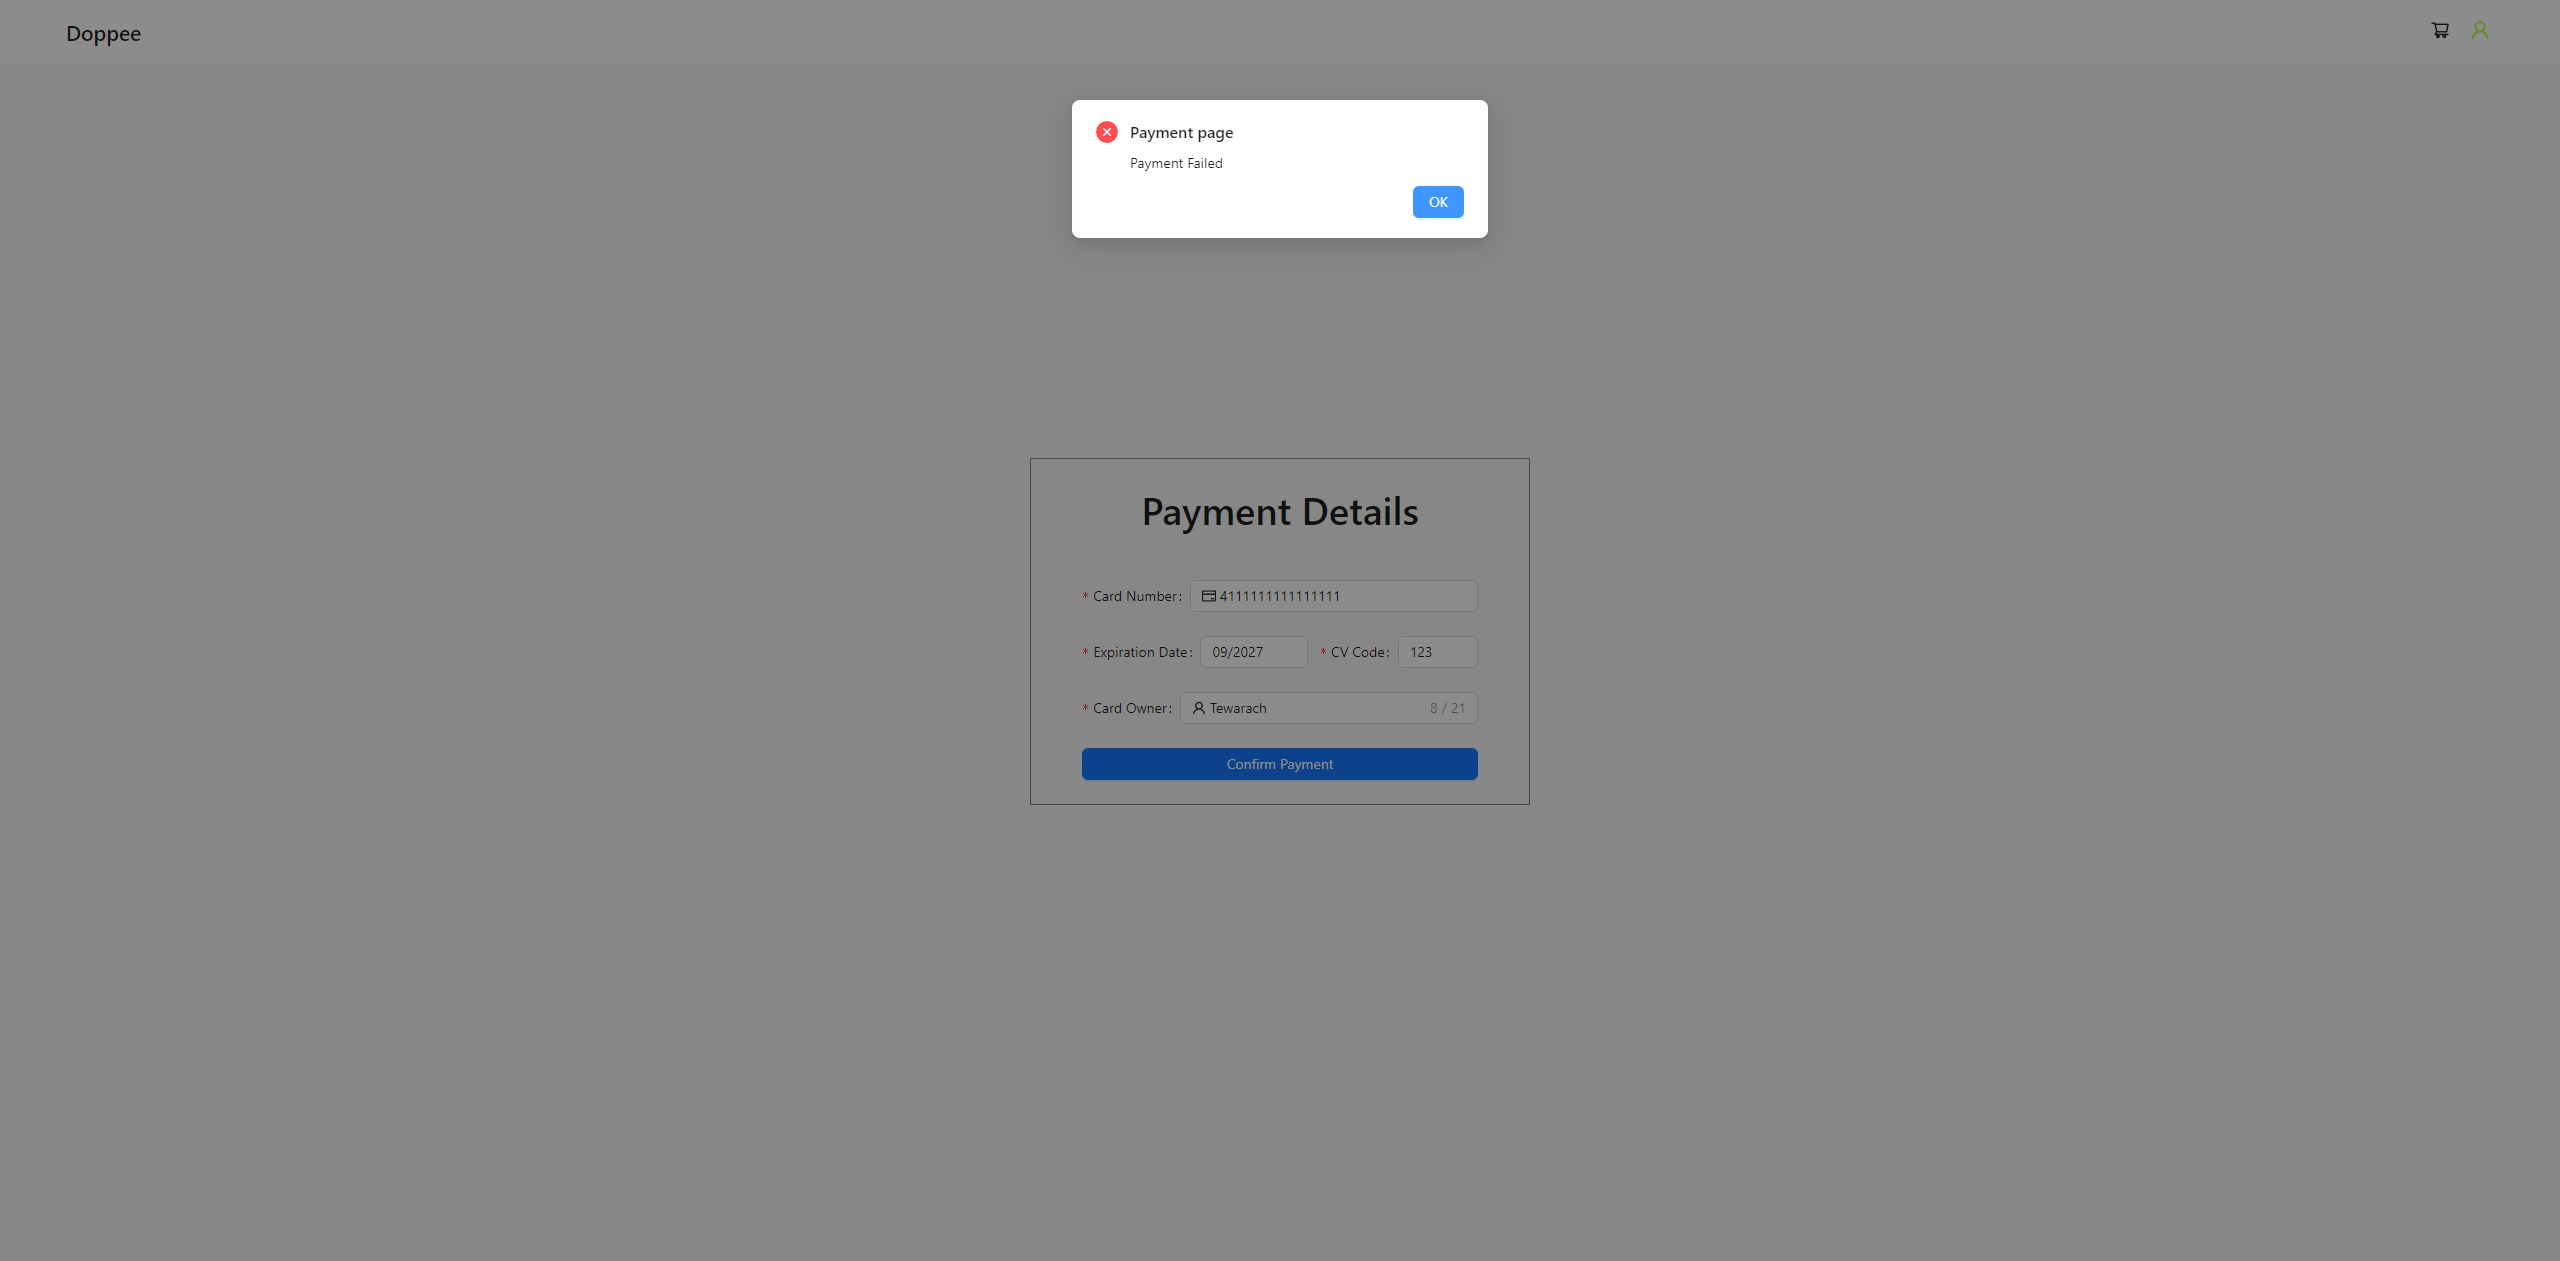 Doppee
Payment page
Payment Failed
OK
Payment Details
* Card Number: 4111111111111111
* Expiration Date: 09/2027 * CV Code: 123
* Card Owner: Tewarach 8 / 21
Confirm Payment